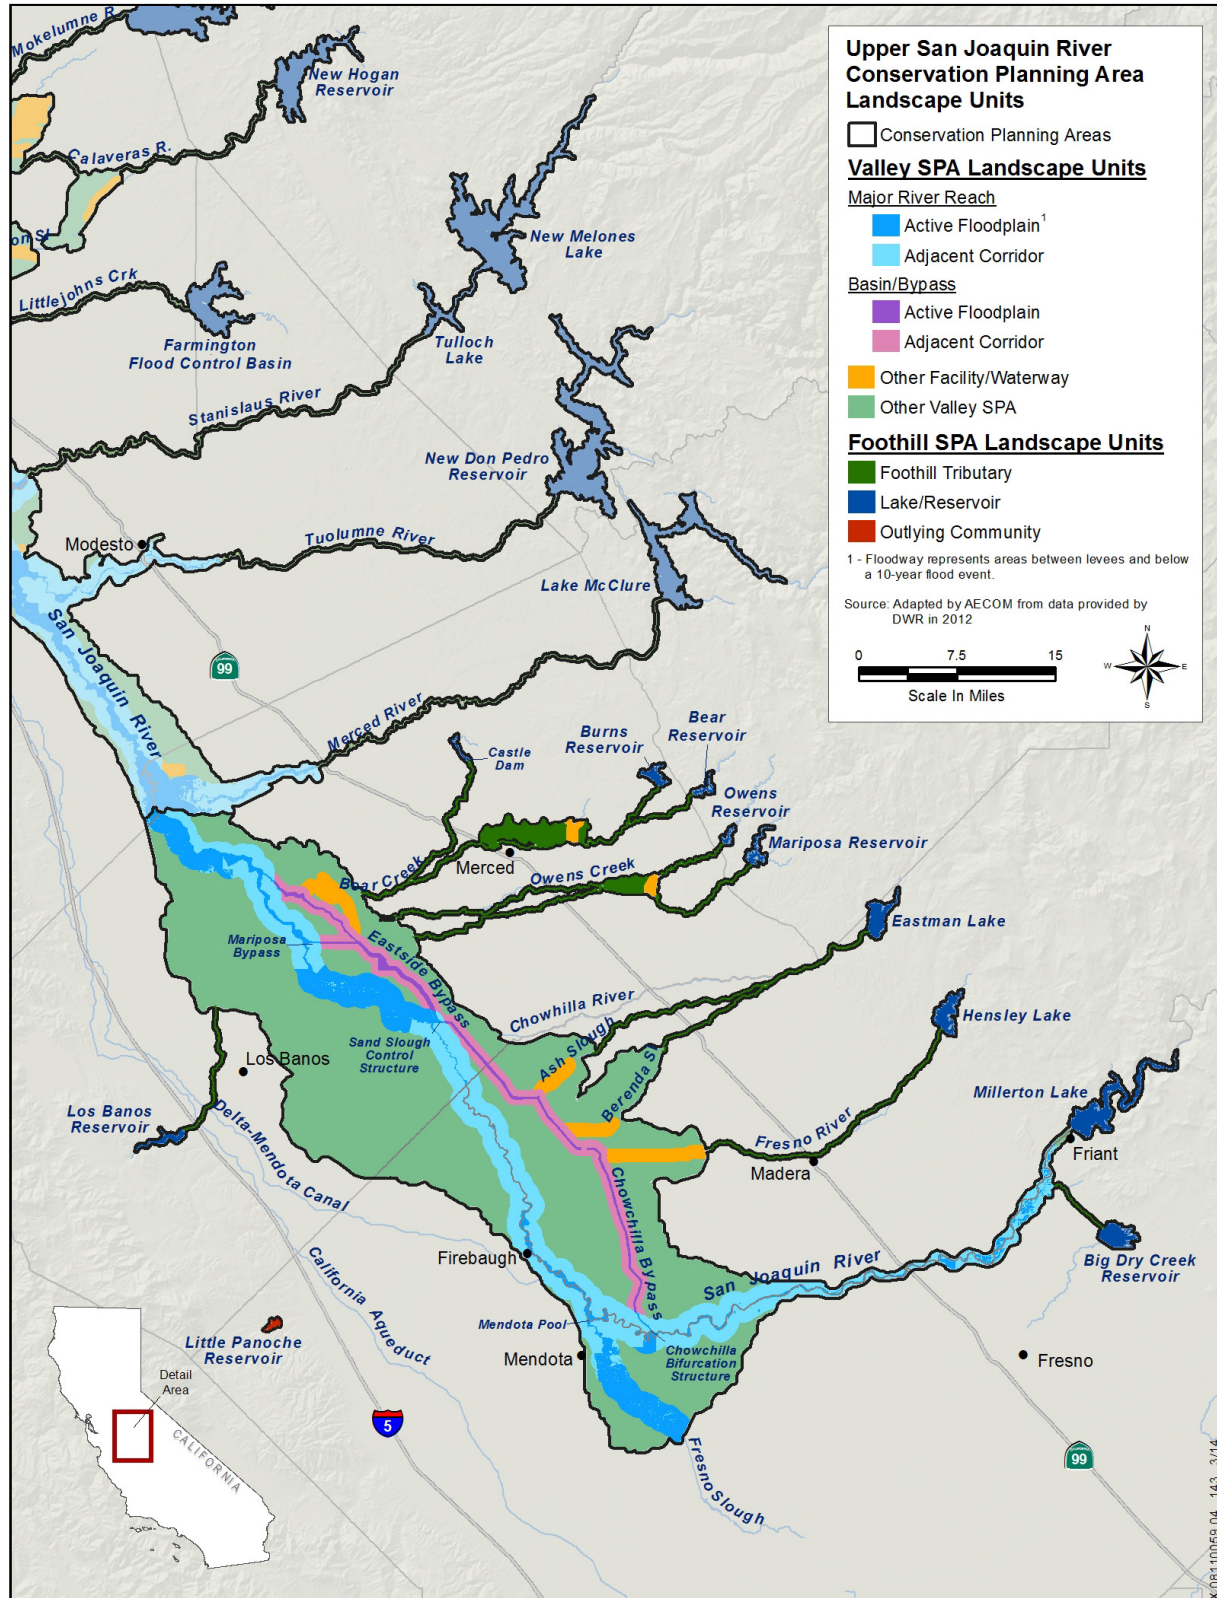 Mokelumne R.
New Hogan
Reservoir
Calaveras R.
on Sl
Littlejohns Crk
Farmington
Flood Control Basin
New Melones
Lake
Tulloch
Lake
Stanislaus River
New Don Pedro
Reservoir
Modesto
Tuolumne River
Lake McClure
San Joaquin River
99
Merced River
Castle
Dam
Burns
Reservoir
Bear
Reservoir
Owens
Reservoir
Mariposa Reservoir
Merced
Bear Creek
Owens Creek
Mariposa
Bypass
Eastside Bypass
Eastman Lake
Chowhilla River
Hensley Lake
Sand Slough
Control
Structure
Ash Slough
Berenda Sl
Los Banos
Los Banos
Reservoir
Delta-Mendota Canal
Millerton Lake
Fresno River
Madera
Friant
Chowchilla Bypass
Firebaugh
San Joaquin River
Big Dry Creek
Reservoir
California Aqueduct
Mendota Pool
Little Panoche
Reservoir
Mendota
Chowchilla
Bifurcation
Structure
Fresno
Fresno Slough
5
99
Detail
Area
CALIFORNIA
Upper San Joaquin River
Conservation Planning Area
Landscape Units
Conservation Planning Areas
Valley SPA Landscape Units
Major River Reach
Active Floodplain1
Adjacent Corridor
Basin/Bypass
Active Floodplain
Adjacent Corridor
Other Facility/Waterway
Other Valley SPA
Foothill SPA Landscape Units
Foothill Tributary
Lake/Reservoir
Outlying Community
1 - Floodway represents areas between levees and below
a 10-year flood event.
Source: Adapted by AECOM from data provided by
DWR in 2012
N
W
E
S
0 7.5 15
Scale In Miles
X 08110059.04 143 3/14